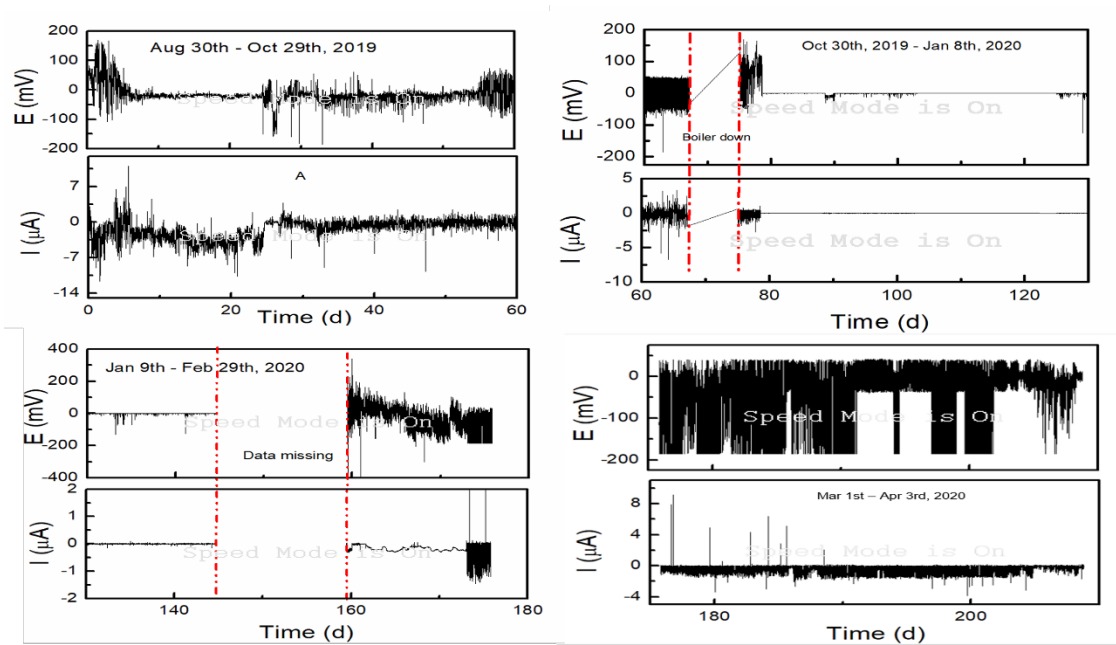 Aug 30th - Oct 29th, 2019
E (mV)
200
100
0
-100
-200
Speed Mode is On
A
I (µA)
7
0
-7
-14
Speed Mode is On
0 20 40 60
Time (d)
Oct 30th, 2019 - Jan 8th, 2020
E (mV)
200
100
0
-100
-200
Speed Mode is On
Boiler down
I (µA)
5
0
-5
-10
Speed Mode is On
60 80 100 120
Time (d)
Jan 9th - Feb 29th, 2020
E (mV)
400
200
0
-200
-400
Speed Mode is On
Data missing
I (µA)
2
1
0
-1
-2
Speed Mode is On
140 160 180
Time (d)
E (mV)
0
-100
-200
Speed Mode is On
Mar 1st – Apr 3rd, 2020
I (µA)
8
4
0
-4
Speed Mode is On
180 200
Time (d)